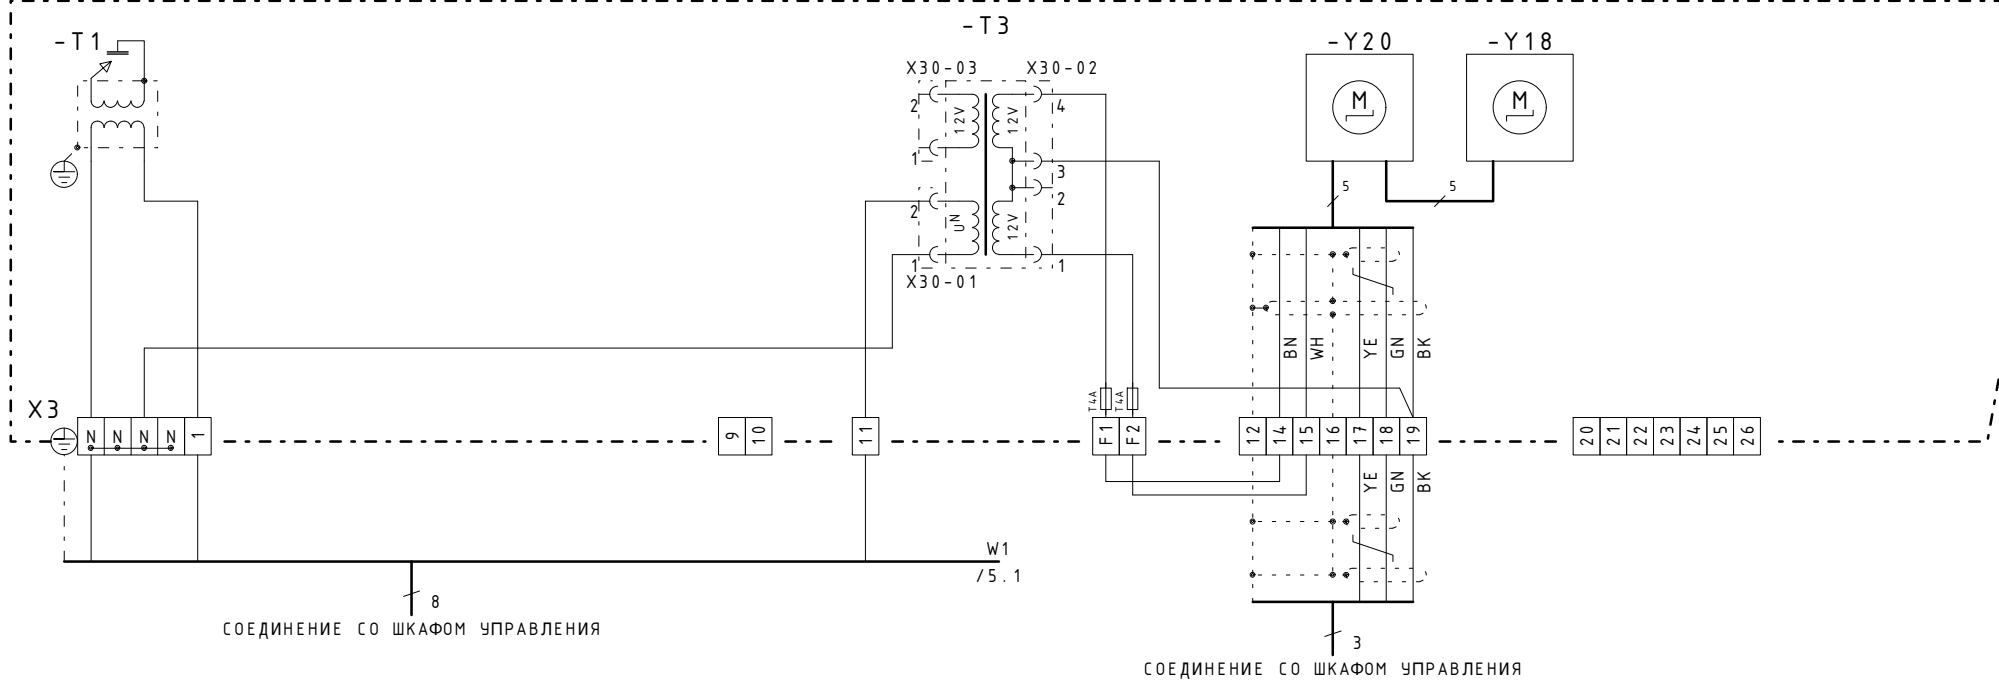 -T3
-T1
-Y20
-Y18
X30-03
X30-02
M
M
2
12V
12V
4
1
3
5
5
2
2
UN
12V
1
1
X30-01
BN
WH
YE
GN
BK
T4A
T4A
X3
N
N
N
N
1
9
10
11
F1
F2
12
14
15
16
17
18
19
20
21
22
23
24
25
26
YE
GN
BK
W1
/5.1
8
СОЕДИНЕНИЕ СО ШКАФОМ УПРАВЛЕНИЯ
3
СОЕДИНЕНИЕ СО ШКАФОМ УПРАВЛЕНИЯ